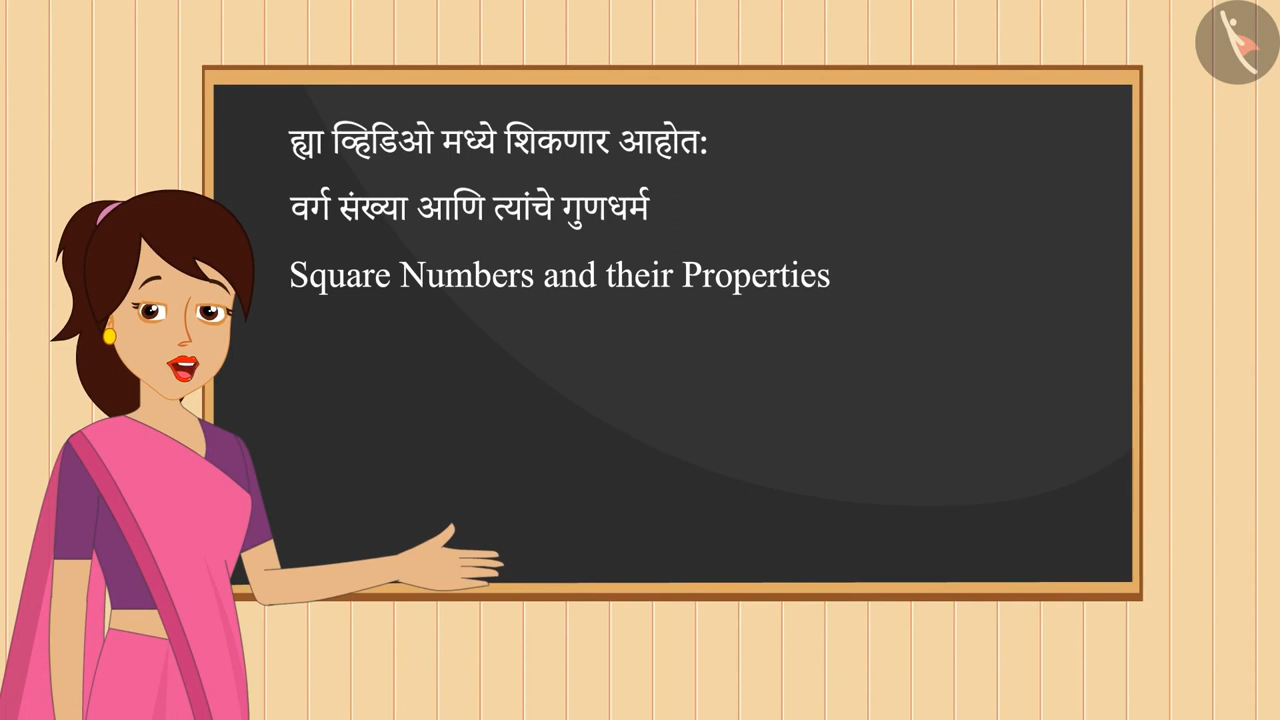 ह्या व्हिडिओ मध्ये शिकणार आहोत:
वर्ग संख्या आणि त्यांचे गुणधर्म
Square Numbers and their Properties